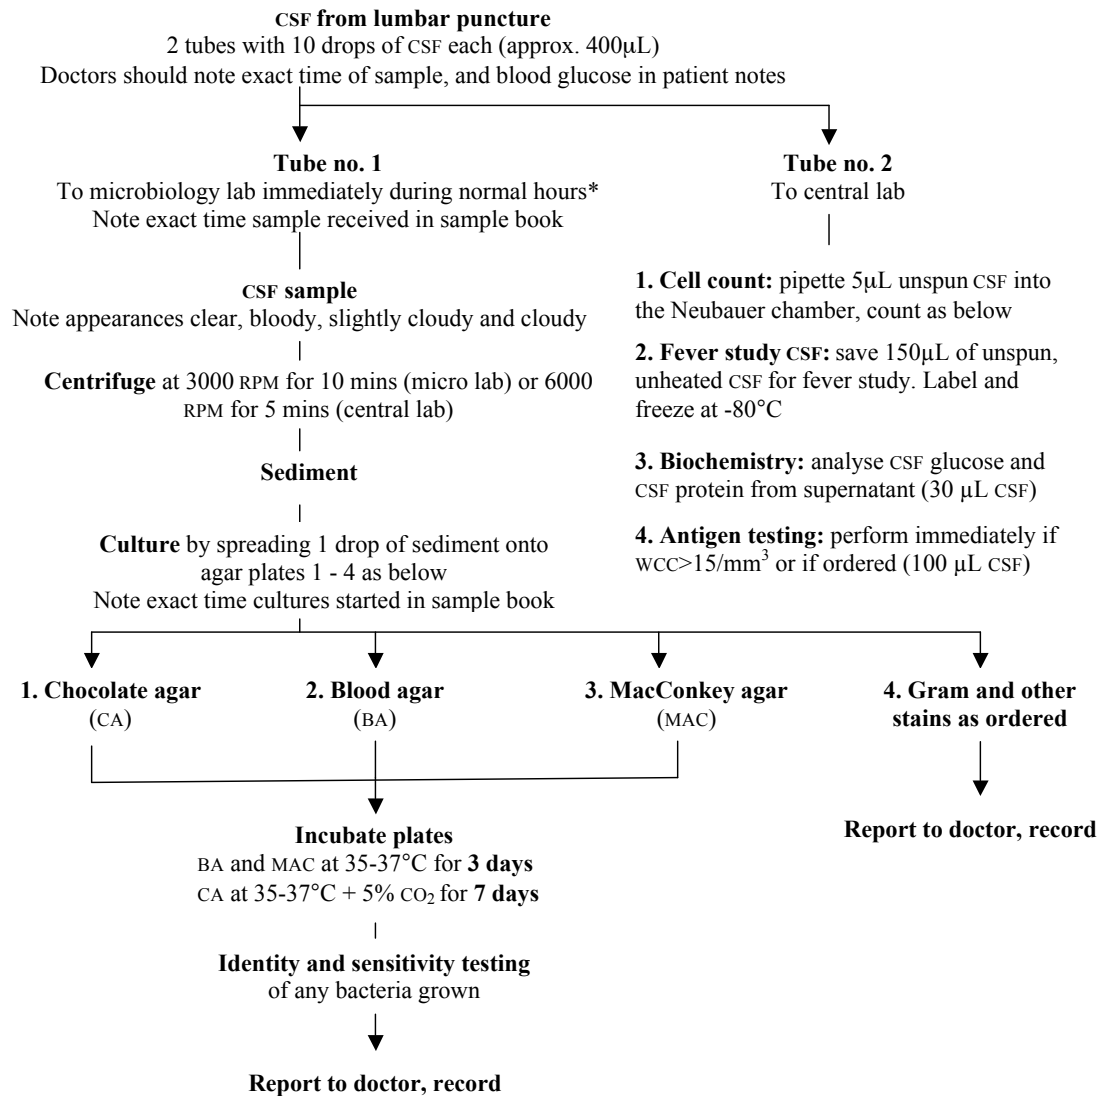 CSF from lumbar puncture
2 tubes with 10 drops of CSF each (approx. 400µL)
Doctors should note exact time of sample, and blood glucose in patient notes
Tube no. 1
To microbiology lab immediately during normal hours*
Note exact time sample received in sample book
CSF sample
Note appearances clear, bloody, slightly cloudy and cloudy
Centrifuge at 3000 RPM for 10 mins (micro lab) or 6000
RPM for 5 mins (central lab)
Sediment
Culture by spreading 1 drop of sediment onto
agar plates 1 - 4 as below
Note exact time cultures started in sample book
Tube no. 2
To central lab
1. Cell count: pipette 5µL unspun CSF into
the Neubauer chamber, count as below
2. Fever study CSF: save 150µL of unspun,
unheated CSF for fever study. Label and
freeze at -80°C
3. Biochemistry: analyse CSF glucose and
CSF protein from supernatant (30 µL CSF)
4. Antigen testing: perform immediately if
WCC>15/mm³ or if ordered (100 µL CSF)
1. Chocolate agar
(CA)
2. Blood agar
(BA)
3. MacConkey agar
(MAC)
4. Gram and other
stains as ordered
Incubate plates
BA and MAC at 35-37°C for 3 days
CA at 35-37°C + 5% CO₂ for 7 days
Identity and sensitivity testing
of any bacteria grown
Report to doctor, record
Report to doctor, record